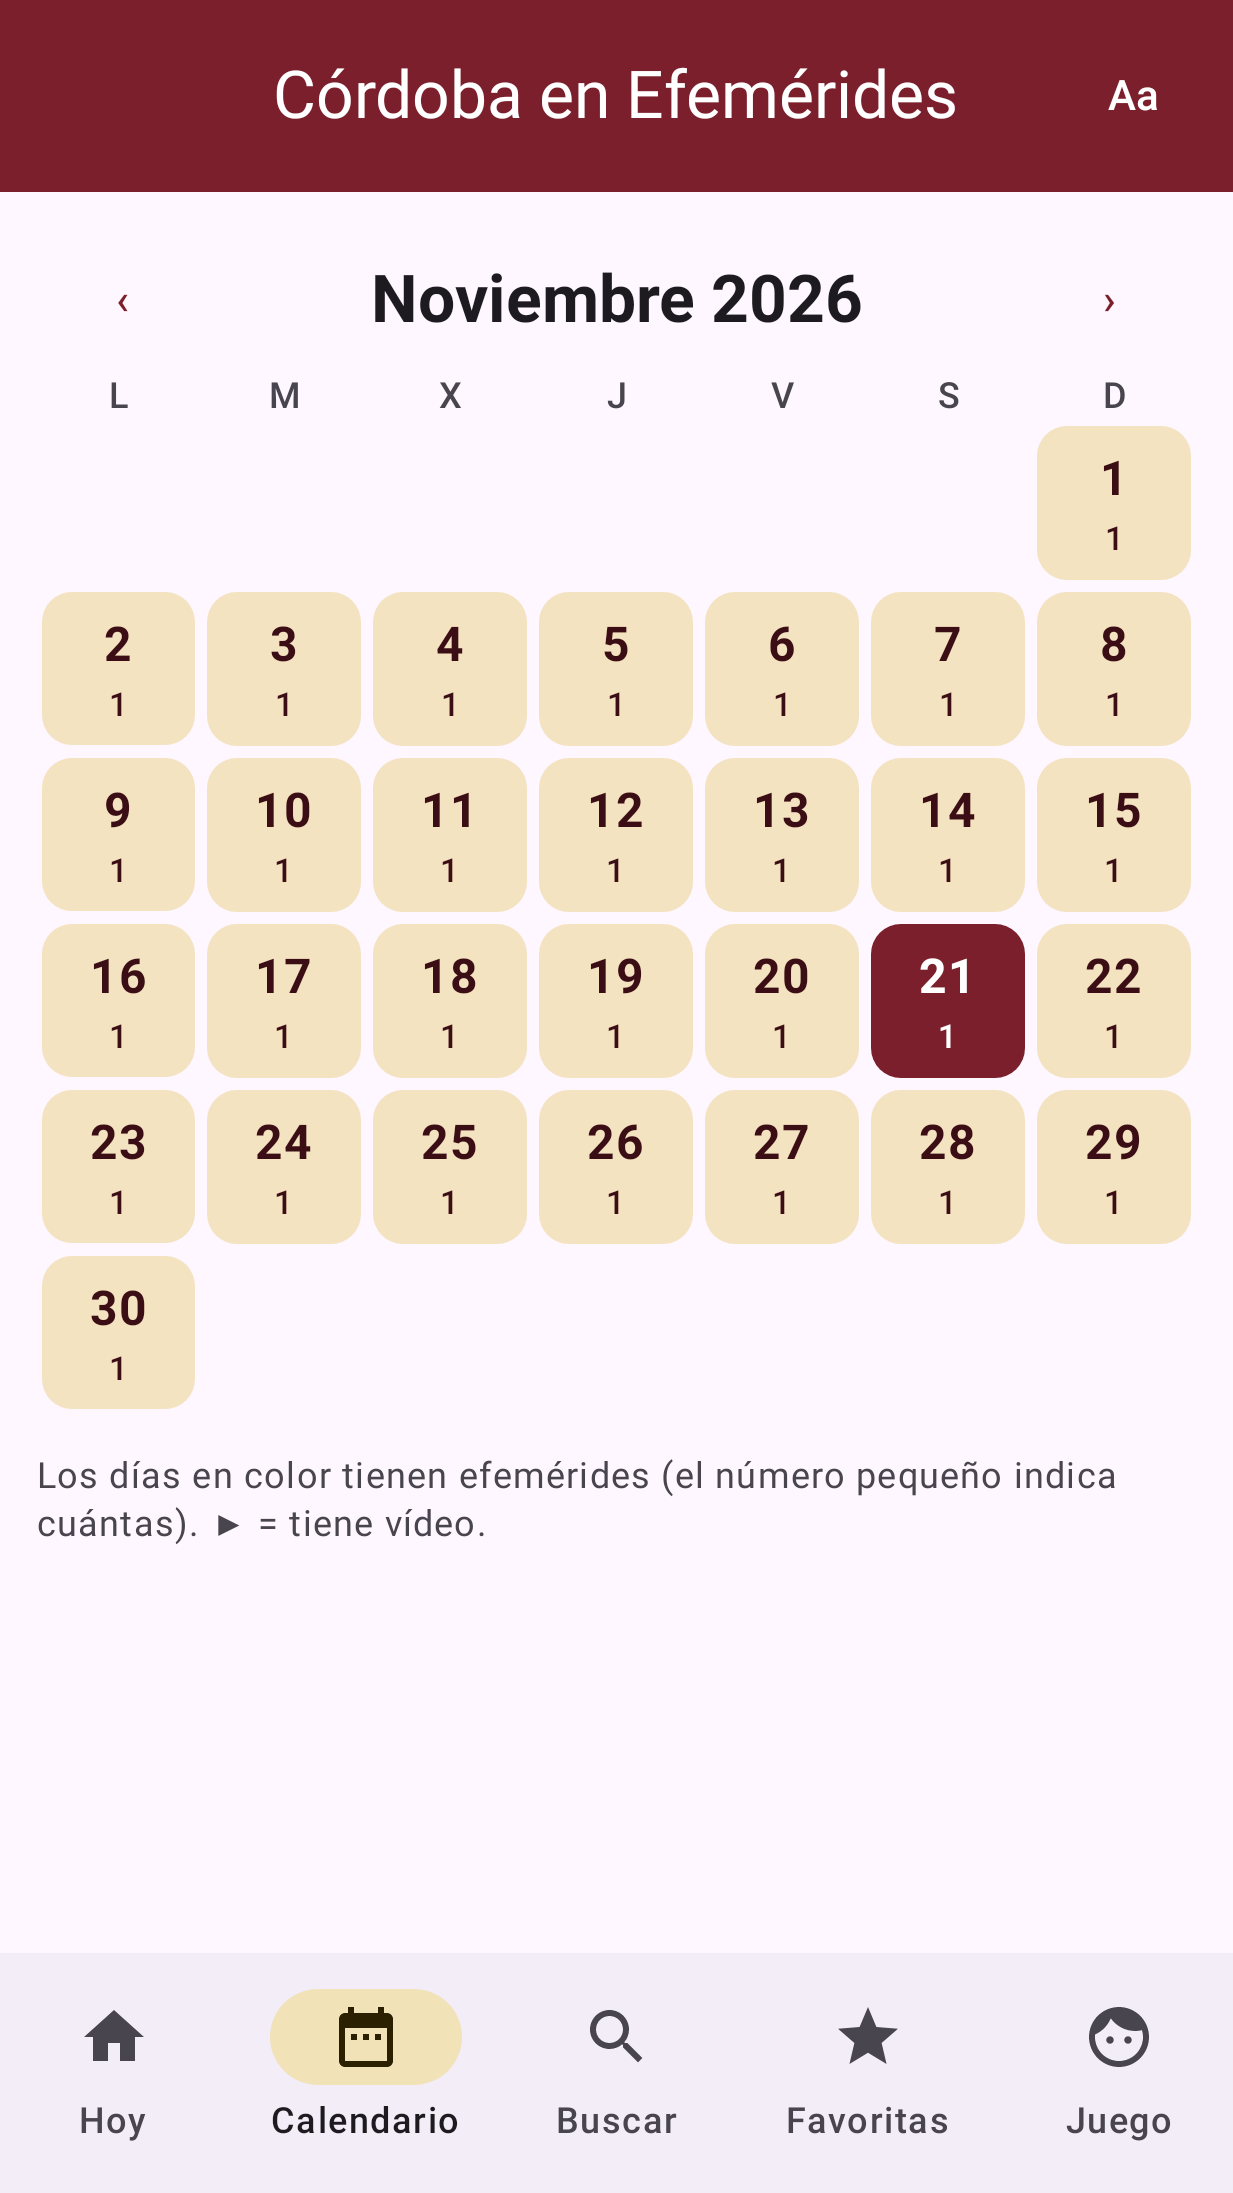 Córdoba en Efemérides Aa
‹ Noviembre 2026 ›
L M X J V S D
1
1
2 3 4 5 6 7 8
1 1 1 1 1 1 1
9 10 11 12 13 14 15
1 1 1 1 1 1 1
16 17 18 19 20 21 22
1 1 1 1 1 1 1
23 24 25 26 27 28 29
1 1 1 1 1 1 1
30
1
Los días en color tienen efemérides (el número pequeño indica
cuántas). ► = tiene vídeo.
Hoy Calendario Buscar Favoritas Juego